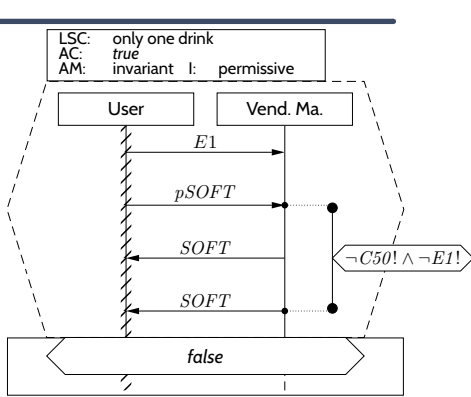 LSC: only one drink
AC: true
AM: invariant I: permissive
User Vend. Ma.
E1
pSOFT
SOFT
¬C50! ∧ ¬E1!
SOFT
false